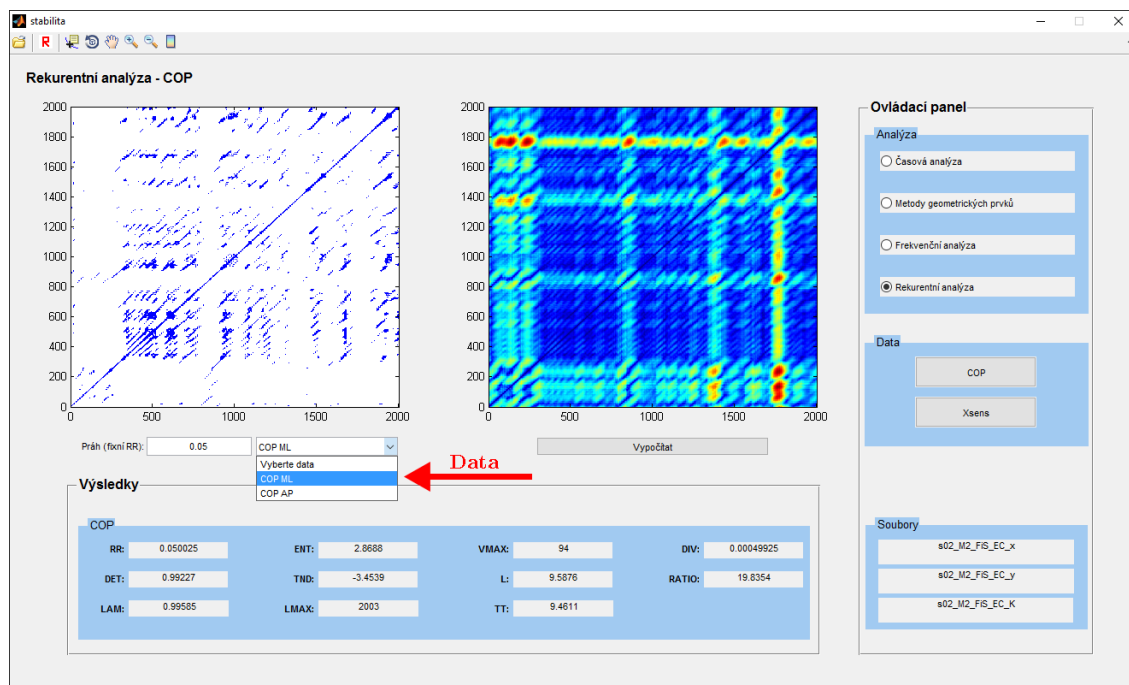 stabilita
R
Rekurentní analýza - COP
2000
1800
1600
1400
1200
1000
800
600
400
200
0
0 500 1000 1500 2000
2000
1800
1600
1400
1200
1000
800
600
400
200
0
0 500 1000 1500 2000
Práh (fixní RR): 0.05 COP ML
Vyberte data
COP ML
COP AP
Data
Vypočítat
Výsledky
COP
RR: 0.050025 ENT: 2.8688 VMAX: 94 DIV: 0.00049925
DET: 0.99227 TND: -3.4539 L: 9.5876 RATIO: 19.8354
LAM: 0.99585 LMAX: 2003 TT: 9.4611
Ovládací panel
Analýza
Časová analýza
Metody geometrických prvků
Frekvenční analýza
Rekurentní analýza
Data
COP
Xsens
Soubory
s02_M2_FiS_EC_x
s02_M2_FiS_EC_y
s02_M2_FiS_EC_K